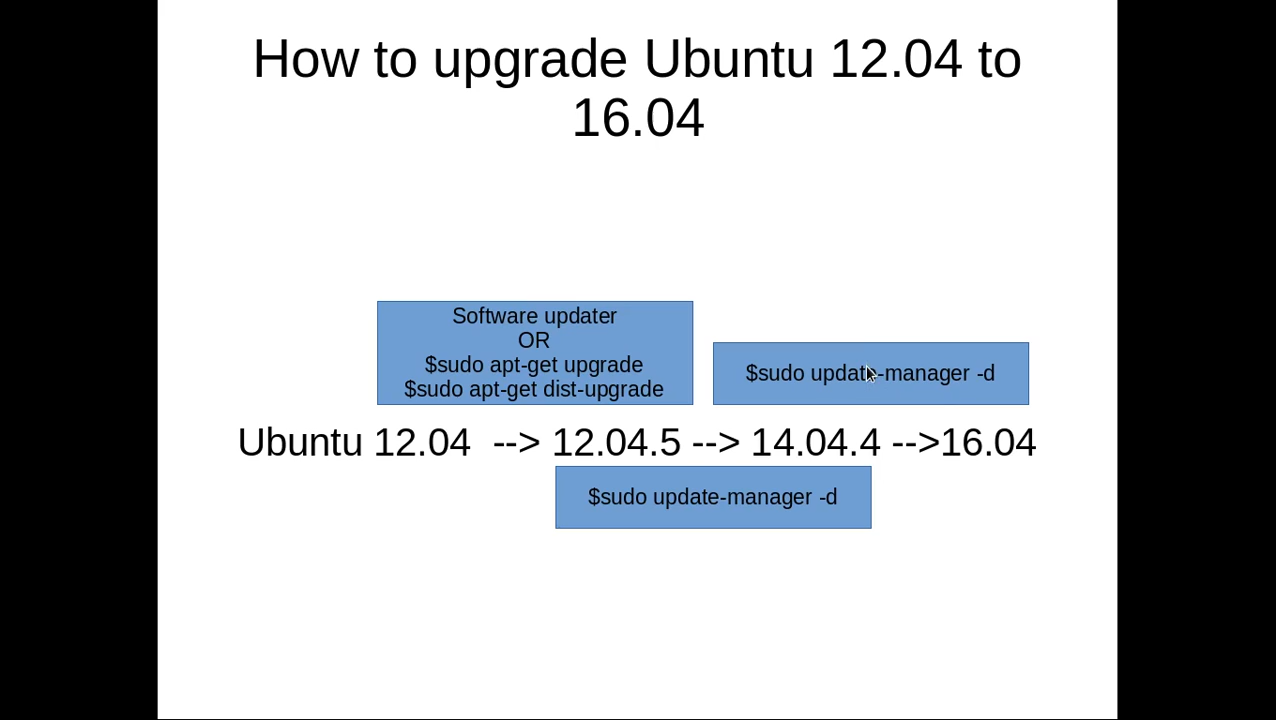 How to upgrade Ubuntu 12.04 to
16.04
Software updater
OR
$sudo apt-get upgrade
$sudo apt-get dist-upgrade
$sudo update-manager -d
Ubuntu 12.04 --> 12.04.5 --> 14.04.4 -->16.04
$sudo update-manager -d